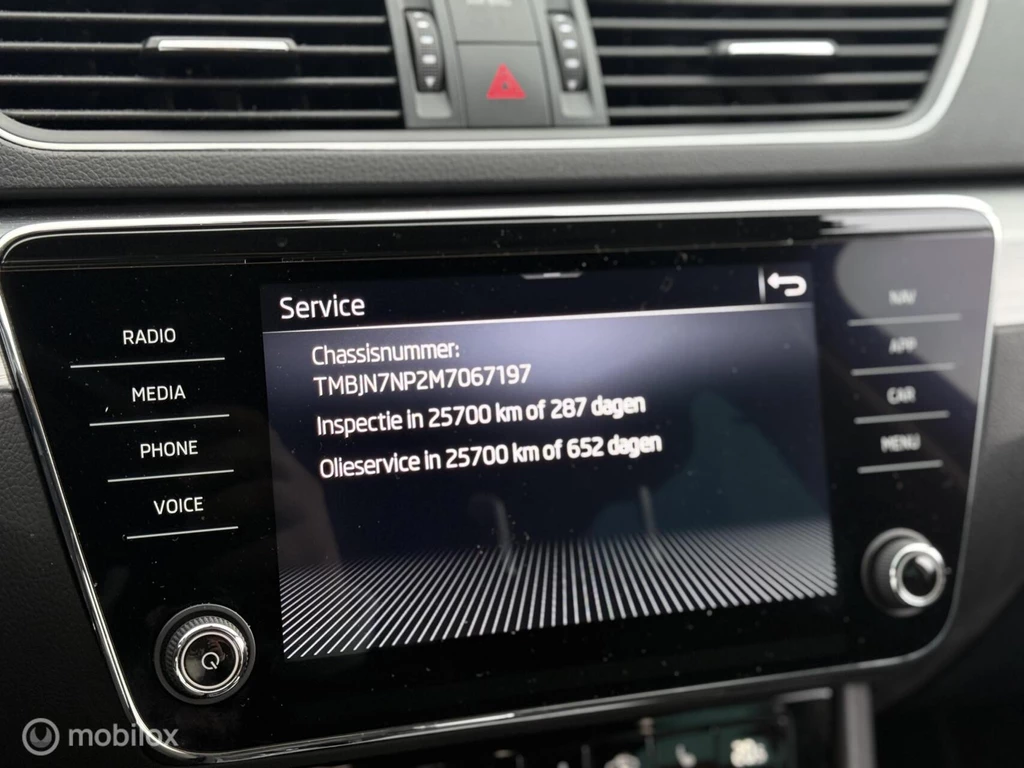 Service
Chassisnummer:
TMBJN7NP2M7067197
Inspectie in 25700 km of 287 dagen
Olieservice in 25700 km of 652 dagen
RADIO
MEDIA
PHONE
VOICE
NAV
APP
CAR
MENU
mobilox